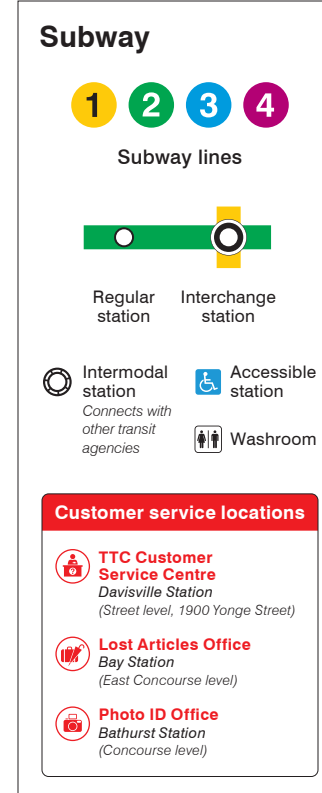 Subway
1 2 3 4
Subway lines
Regular station
Interchange station
Intermodal
station
Connects with
other transit
agencies
Accessible
station
Washroom
Customer service locations
TTC Customer
Service Centre
Davisville Station
(Street level, 1900 Yonge Street)
Lost Articles Office
Bay Station
(East Concourse level)
Photo ID Office
Bathurst Station
(Concourse level)